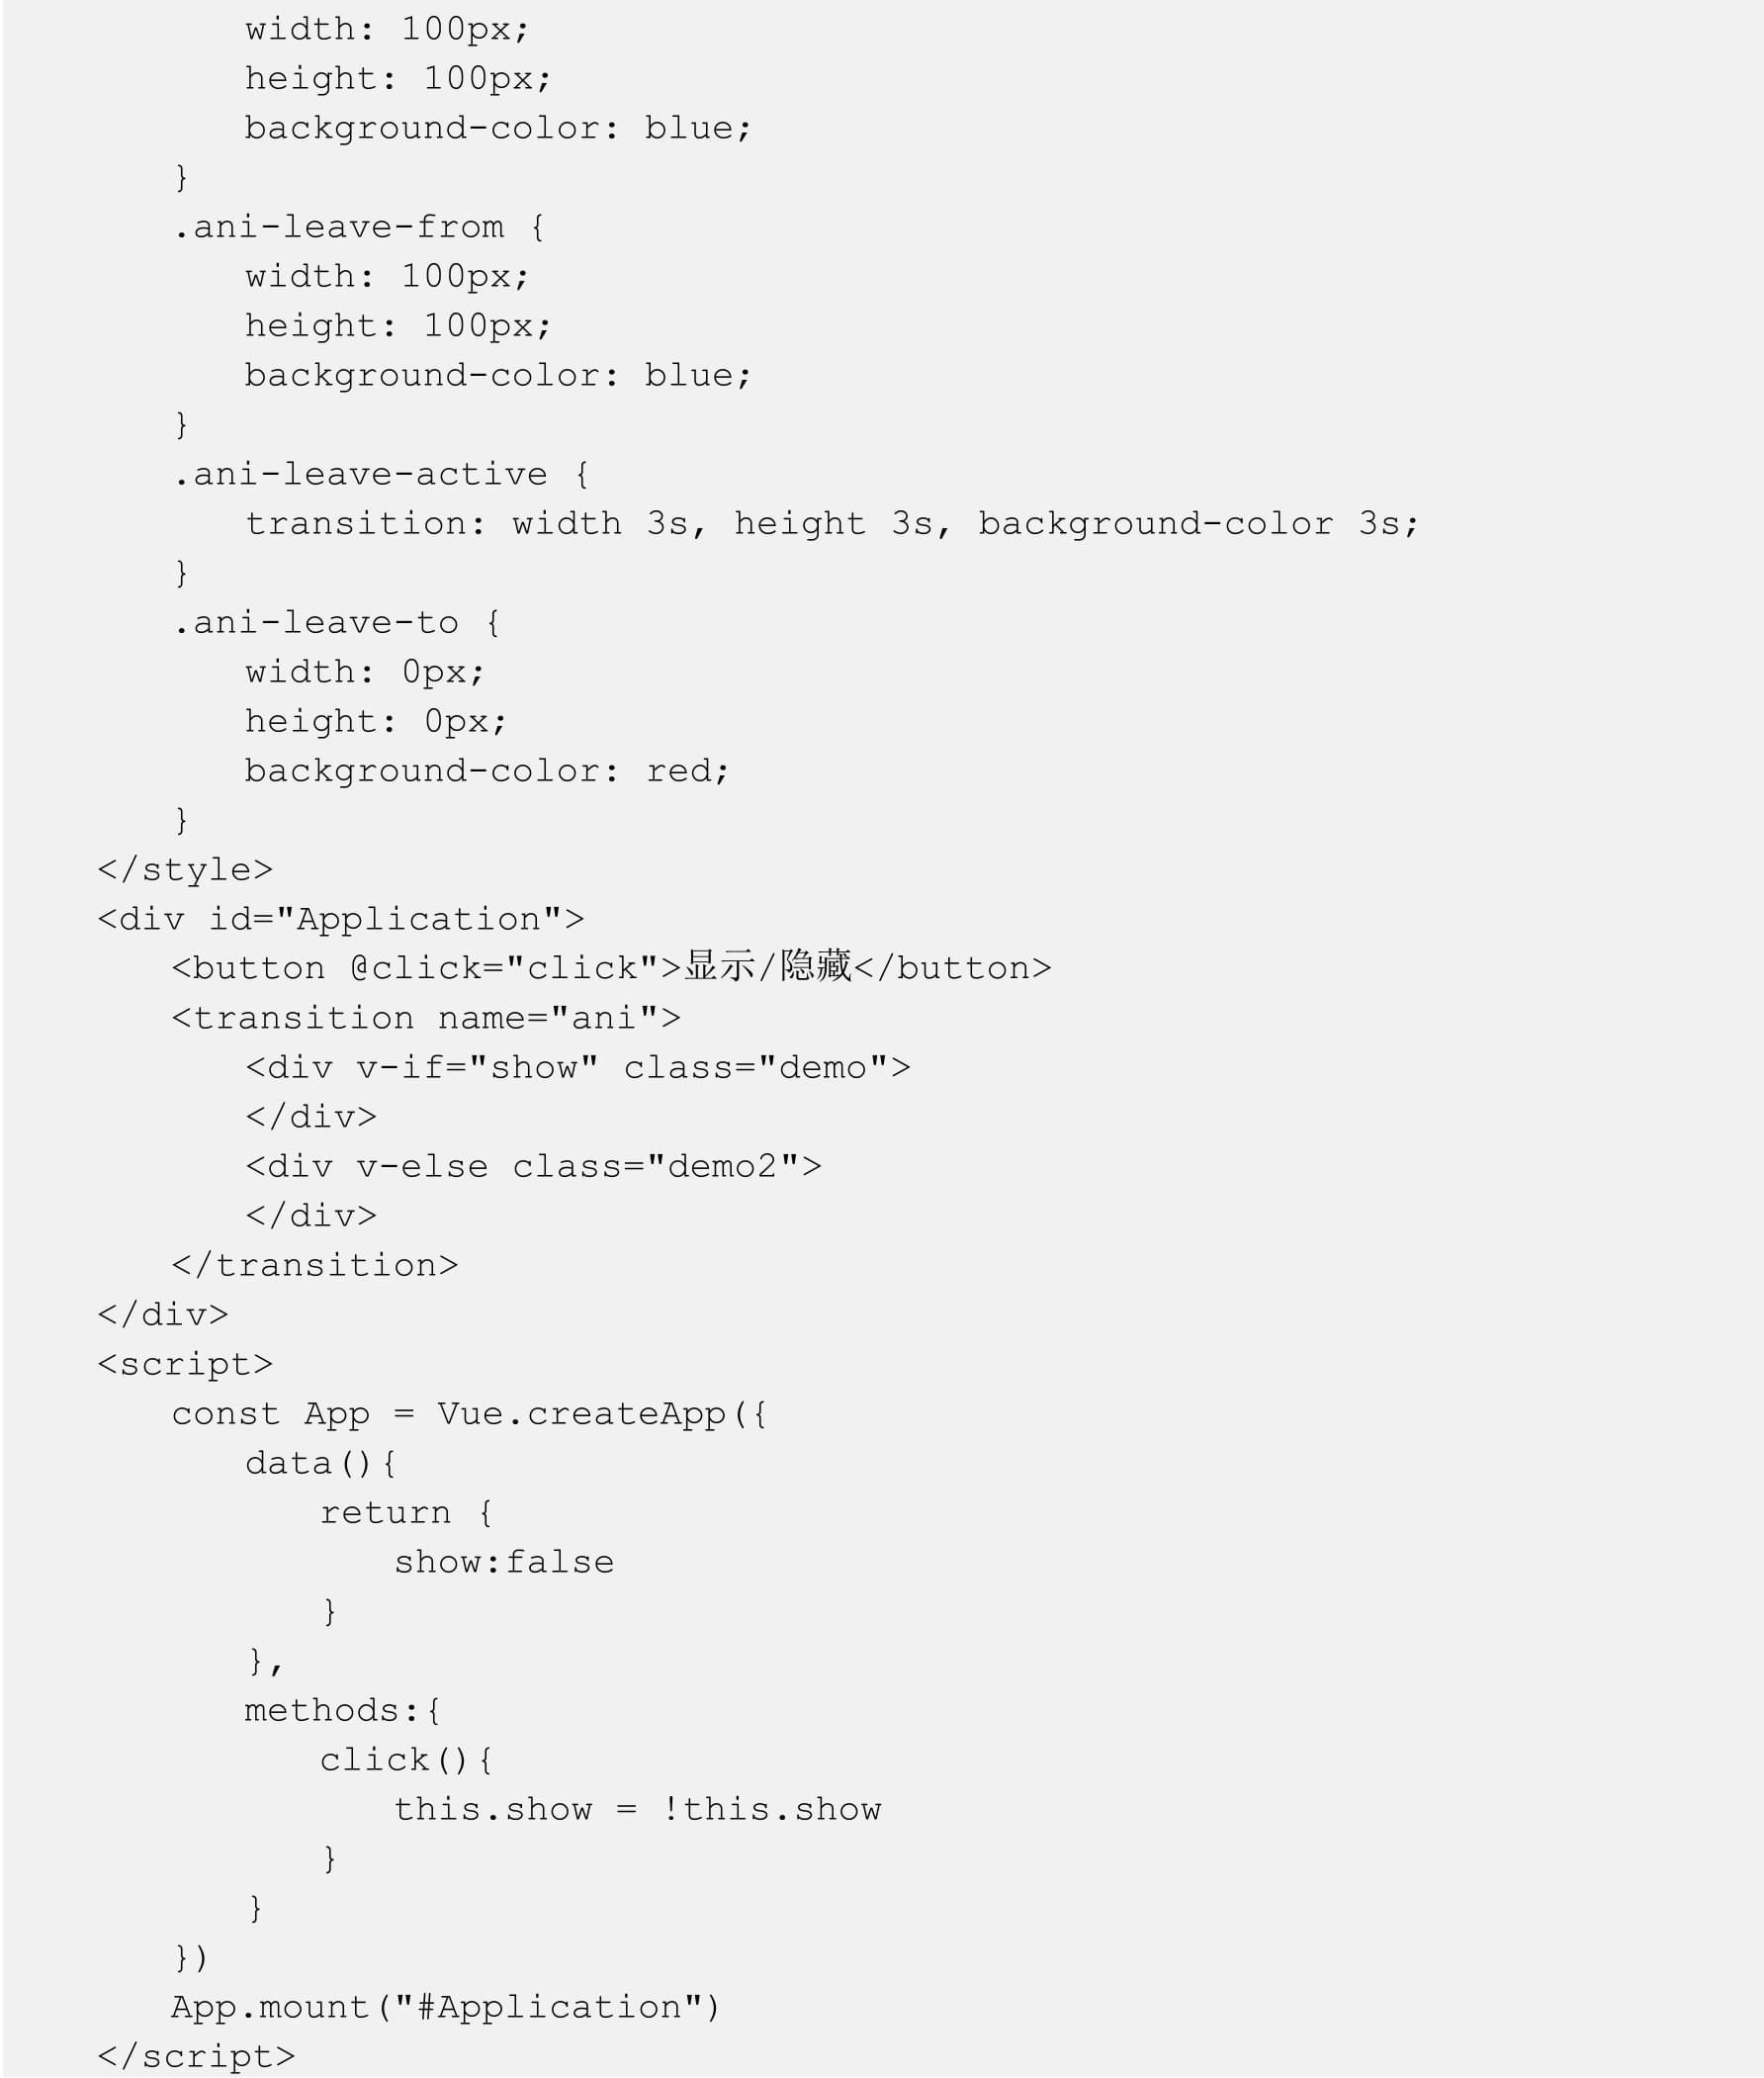 width: 100px;
height: 100px;
background-color: blue;
}
.ani-leave-from {
width: 100px;
height: 100px;
background-color: blue;
}
.ani-leave-active {
transition: width 3s, height 3s, background-color 3s;
}
.ani-leave-to {
width: 0px;
height: 0px;
background-color: red;
}
</style>
<div id="Application">
<button @click="click">显示/隐藏</button>
<transition name="ani">
<div v-if="show" class="demo">
</div>
<div v-else class="demo2">
</div>
</transition>
</div>
<script>
const App = Vue.createApp({
data(){
return {
show:false
}
},
methods:{
click(){
this.show = !this.show
}
}
})
App.mount("#Application")
</script>